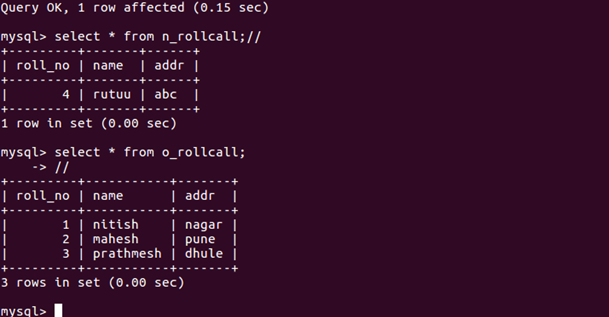 Query OK, 1 row affected (0.15 sec)
mysql> select * from n_rollcall;//
+---------+-------+------+
| roll_no | name  | addr |
+---------+-------+------+
|       4 | rutuu | abc  |
+---------+-------+------+
1 row in set (0.00 sec)
mysql> select * from o_rollcall;
    -> //
+---------+-----------+-------+
| roll_no | name      | addr  |
+---------+-----------+-------+
|       1 | nitish    | nagar |
|       2 | mahesh    | pune  |
|       3 | prathmesh | dhule |
+---------+-----------+-------+
3 rows in set (0.00 sec)
mysql>